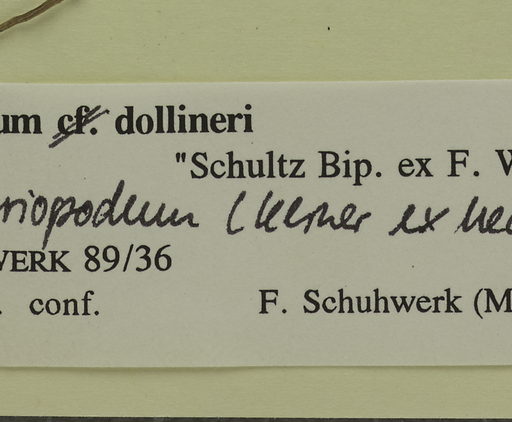 um cf. dollineri
"Schultz Bip. ex F. W
riopodum (Kerner ex
WERK 89/36
. conf. F. Schuhwerk (M